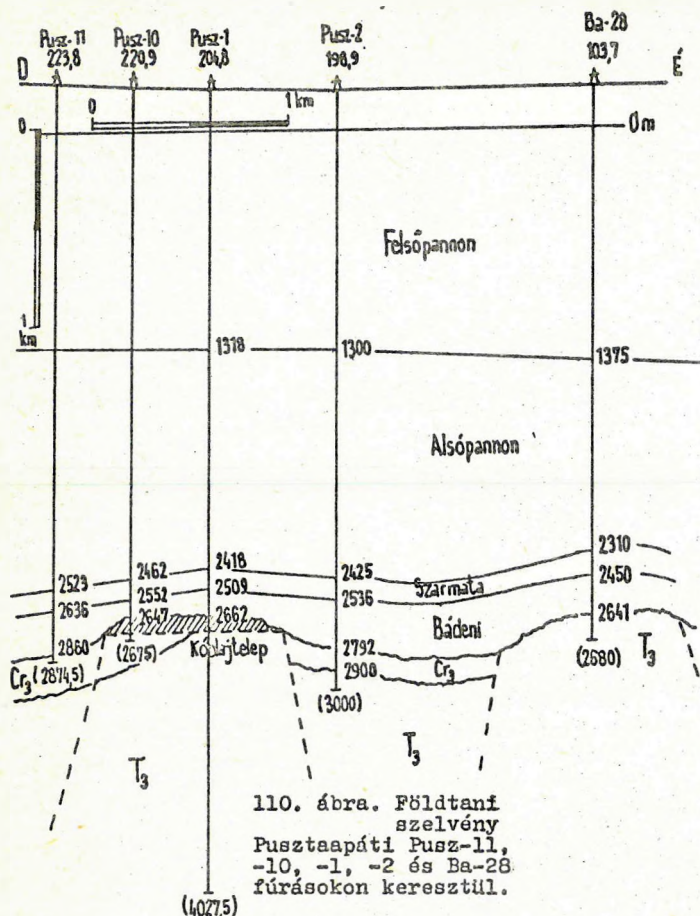 Pusz-11 Pusz-10 Pusz-1 Pusz-2 Ba-28
223,8 220,9 204,8 198,9 103,7
D É
0 1 km
0 0 m
Felsőpannon
1 km
1318 1300 1375
Alsópannon
2523 2462 2418 2425 2310
Szarmata
2636 2552 2509 2536 2450
2647 2662 Bádeni 2641
2860 Kőolajtelep 2792
Cr₃ (2874,5) (2675) 2908 Cr₃ (2680) T₃
(3000)
T₃ T₃
110. ábra. Földtani
szelvény
Pusztaapáti Pusz-11,
-10, -1, -2 és Ba-28
fúrásokon keresztül.
(4027,5)